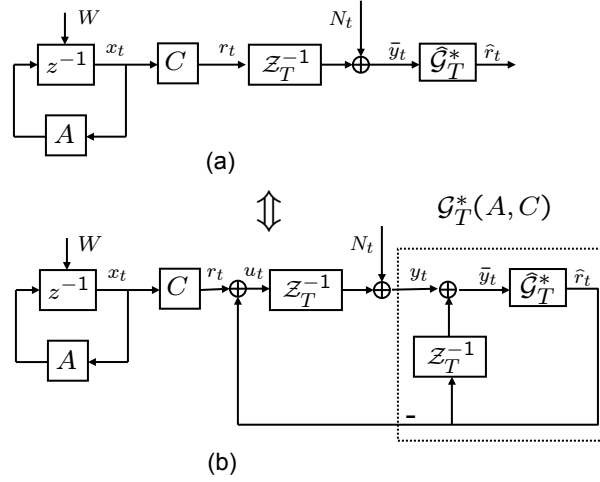 W
N_t
x_t
r_t
ȳ_t
r̂_t
z⁻¹
C
𝒵_T⁻¹
𝒢̂_T^*
A
(a)
⇕
𝒢_T^*(A, C)
W
N_t
x_t
r_t
u_t
y_t
ȳ_t
r̂_t
z⁻¹
C
𝒵_T⁻¹
𝒢̂_T^*
A
𝒵_T⁻¹
-
(b)